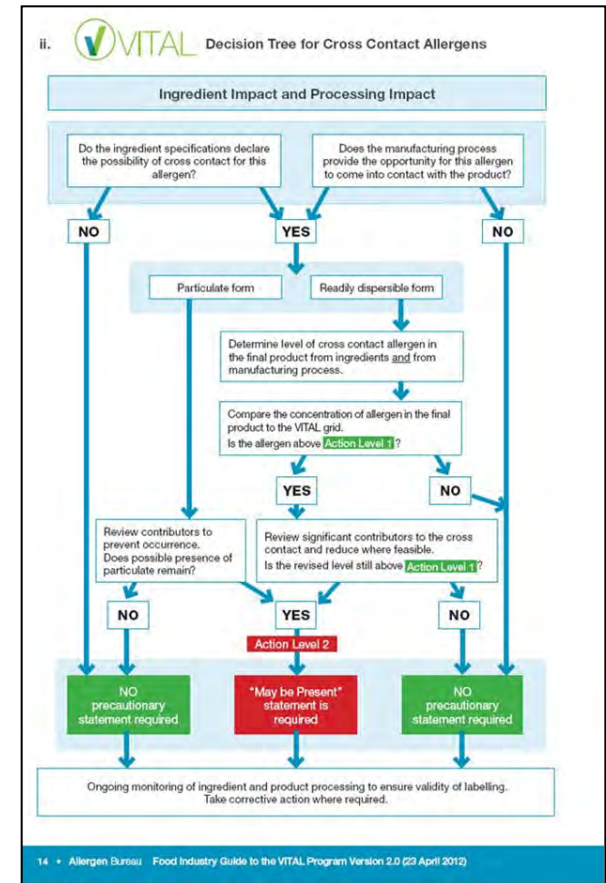 ii. VITAL Decision Tree for Cross Contact Allergens
Ingredient Impact and Processing Impact
Do the ingredient specifications declare
the possibility of cross contact for this
allergen?
Does the manufacturing process
provide the opportunity for this allergen
to come into contact with the product?
NO
YES
NO
Particulate form
Readily dispersible form
Determine level of cross contact allergen in
the final product from ingredients and from
manufacturing process.
Compare the concentration of allergen in the final
product to the VITAL grid.
Is the allergen above Action Level 1?
YES
NO
Review contributors to
prevent occurrence.
Does possible presence of
particulate remain?
Review significant contributors to the cross
contact and reduce where feasible.
Is the revised level still above Action Level 1?
NO
YES
NO
Action Level 2
NO
precautionary
statement required
"May be Present"
statement is
required
NO
precautionary
statement required
Ongoing monitoring of ingredient and product processing to ensure validity of labelling.
Take corrective action where required.
14 • Allergen Bureau Food Industry Guide to the VITAL Program Version 2.0 (23 April 2012)